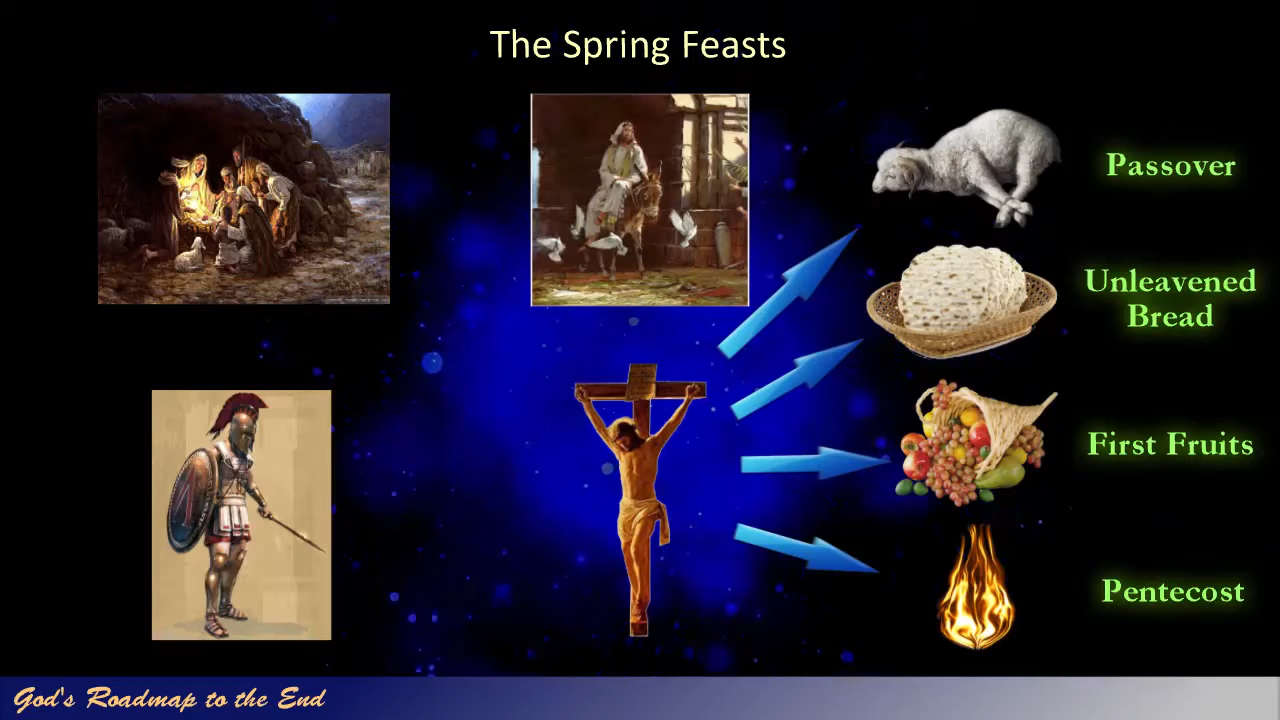 The Spring Feasts
Passover
Unleavened
Bread
First Fruits
Pentecost
God's Roadmap to the End